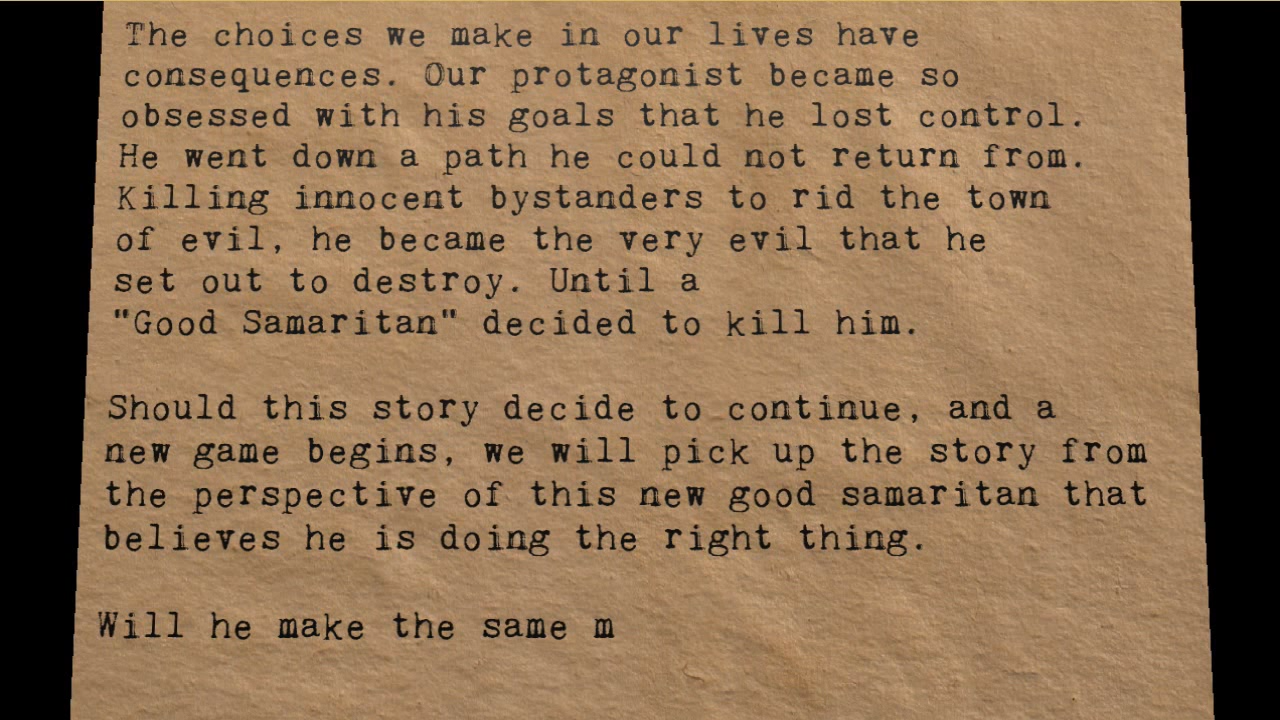 The choices we make in our lives have
consequences. Our protagonist became so
obsessed with his goals that he lost control.
He went down a path he could not return from.
Killing innocent bystanders to rid the town
of evil, he became the very evil that he
set out to destroy. Until a
"Good Samaritan" decided to kill him.
Should this story decide to continue, and a
new game begins, we will pick up the story from
the perspective of this new good samaritan that
believes he is doing the right thing.
Will he make the same m